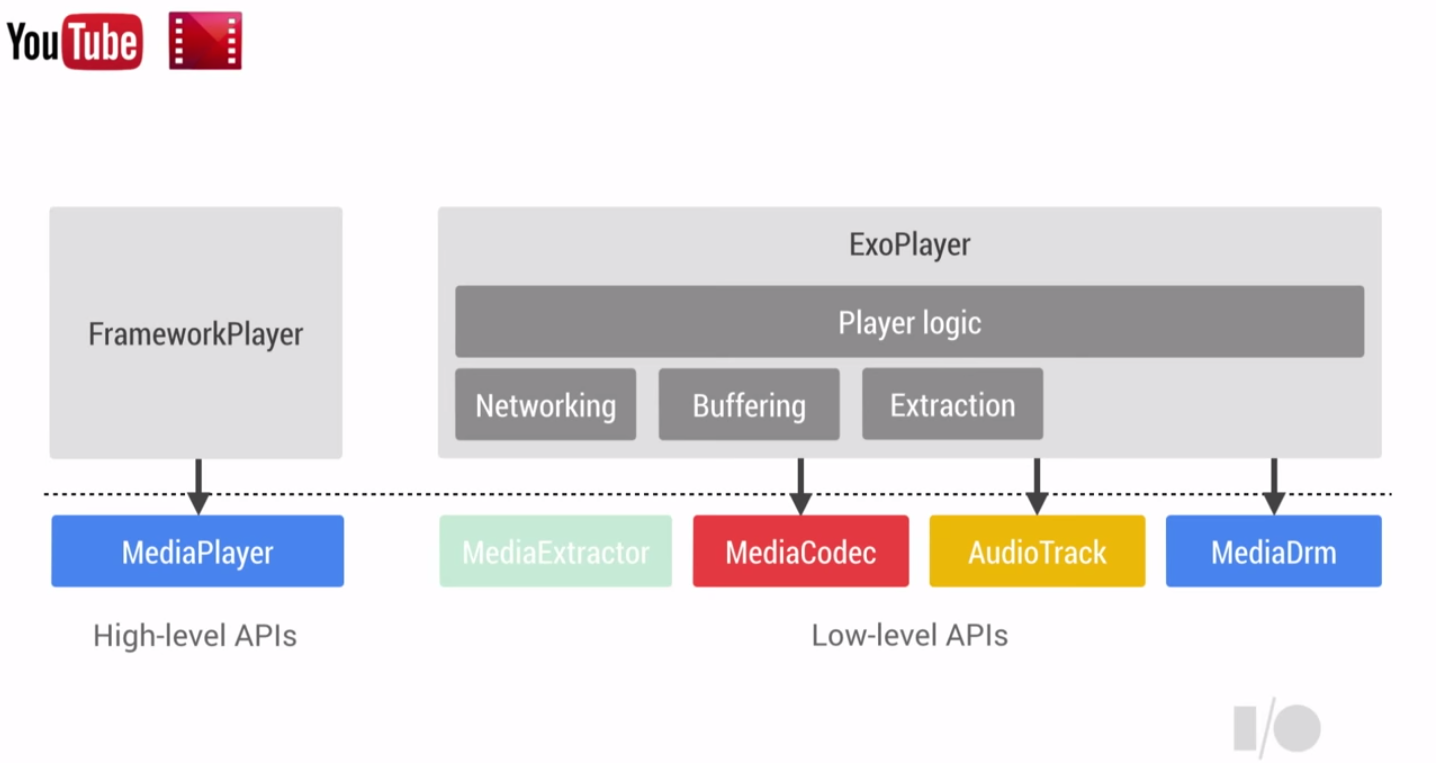 YouTube
FrameworkPlayer
ExoPlayer
Player logic
Networking Buffering Extraction
MediaPlayer MediaExtractor MediaCodec AudioTrack MediaDrm
High-level APIs Low-level APIs
I/O